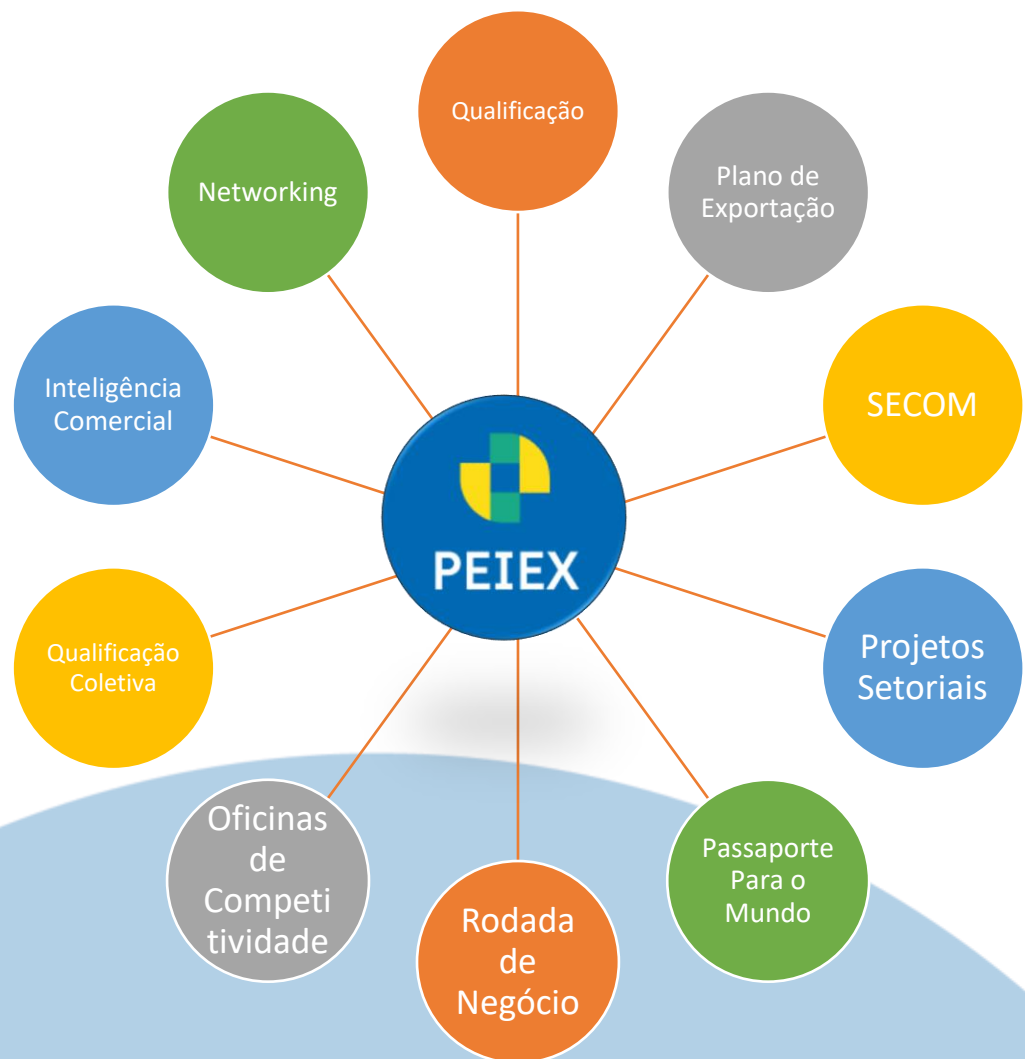 Qualificação
Plano de
Exportação
SECOM
Projetos
Setoriais
Passaporte
Para o
Mundo
Rodada
de
Negócio
Oficinas
de
Competi
tividade
Qualificação
Coletiva
Inteligência
Comercial
Networking
PEIEX